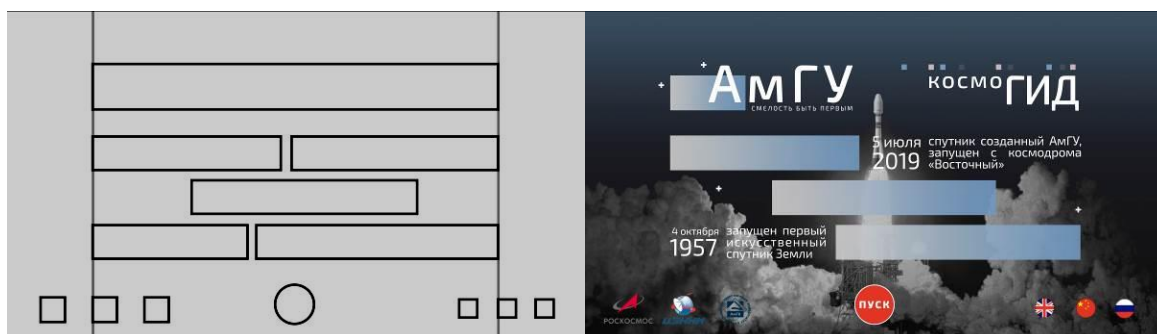 АмГУ
СМЕЛОСТЬ БЫТЬ ПЕРВЫМ
космоГИД
5 июля
2019
спутник созданный АмГУ,
запущен с космодрома
«Восточный»
4 октября
1957
запущен первый
искусственный
спутник Земли
РОСКОСМОС
ПУСК